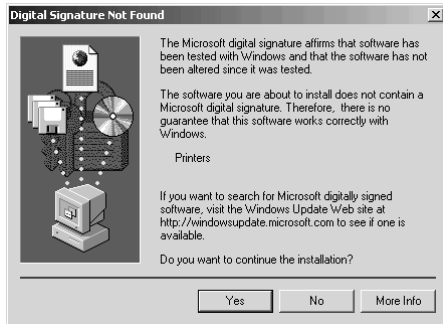 Digital Signature Not Found
The Microsoft digital signature affirms that software has
been tested with Windows and that the software has not
been altered since it was tested.
The software you are about to install does not contain a
Microsoft digital signature. Therefore, there is no
guarantee that this software works correctly with
Windows.
Printers
If you want to search for Microsoft digitally signed
software, visit the Windows Update Web site at
http://windowsupdate.microsoft.com to see if one is
available.
Do you want to continue the installation?
Yes No More Info